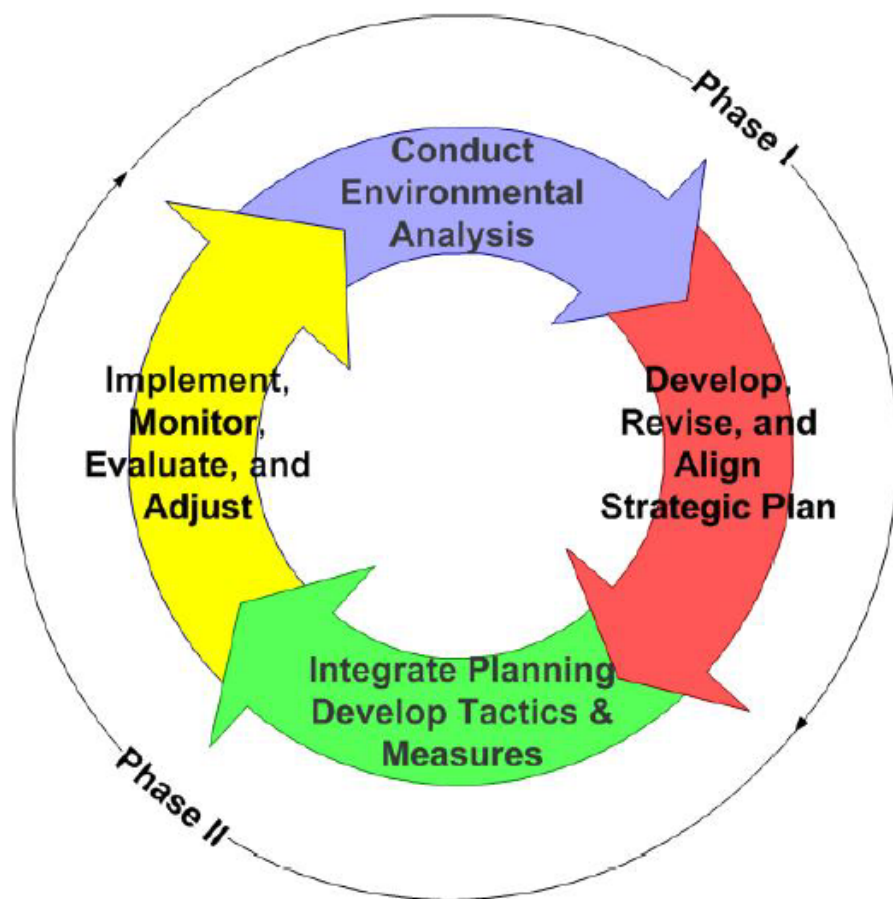 Phase I
Conduct
Environmental
Analysis
Develop,
Revise, and
Align
Strategic Plan
Integrate Planning
Develop Tactics &
Measures
Implement,
Monitor,
Evaluate, and
Adjust
Phase II